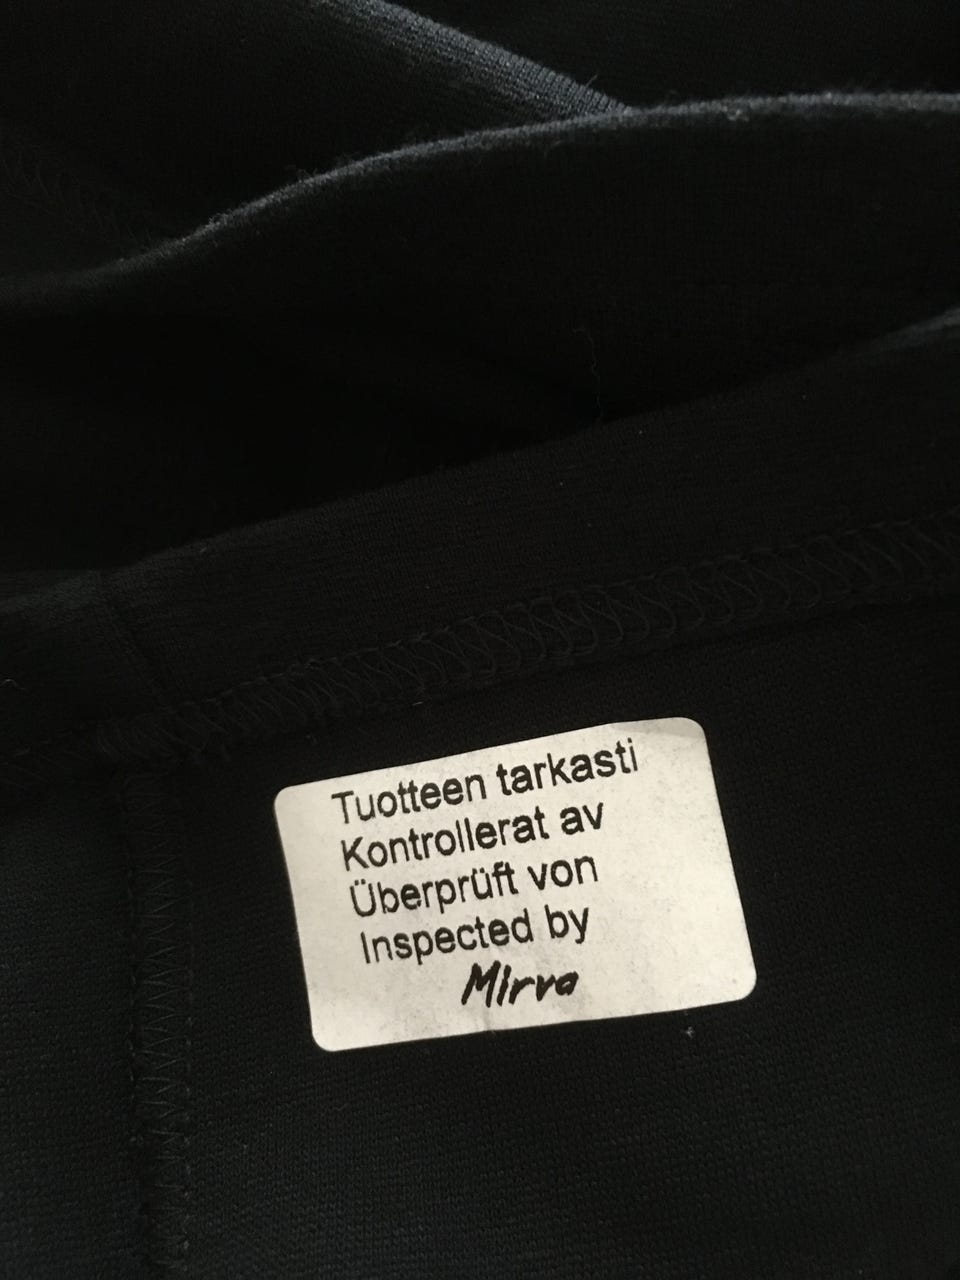 Tuotteen tarkasti
Kontrollerat av
Überprüft von
Inspected by
Mirva